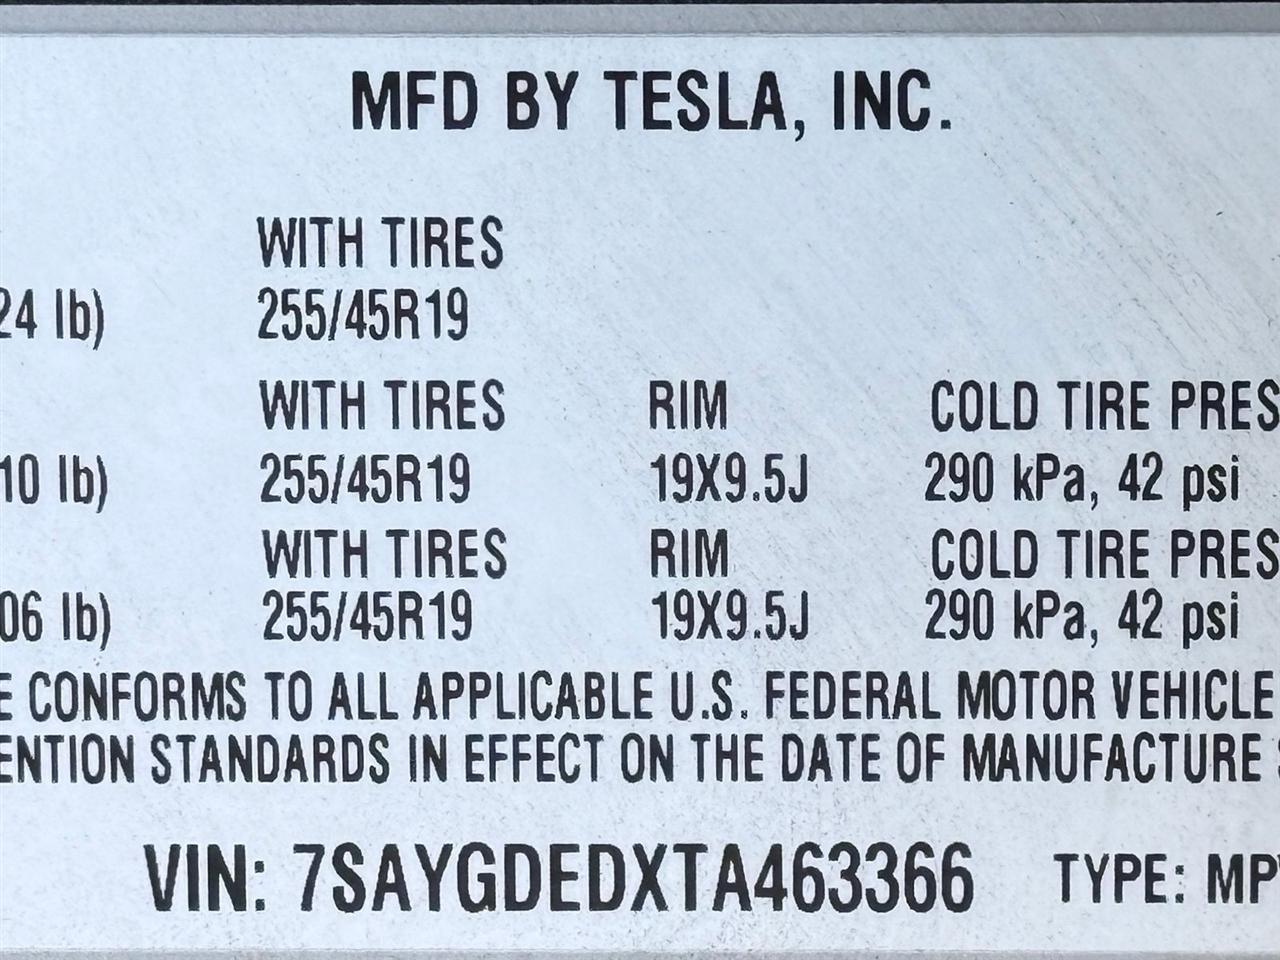 MFD BY TESLA, INC.
WITH TIRES
24 lb) 255/45R19
WITH TIRES RIM COLD TIRE PRES
10 lb) 255/45R19 19X9.5J 290 kPa, 42 psi
WITH TIRES RIM COLD TIRE PRES
06 lb) 255/45R19 19X9.5J 290 kPa, 42 psi
E CONFORMS TO ALL APPLICABLE U.S. FEDERAL MOTOR VEHICLE
ENTION STANDARDS IN EFFECT ON THE DATE OF MANUFACTURE
VIN: 7SAYGDEDXTA463366 TYPE: MP